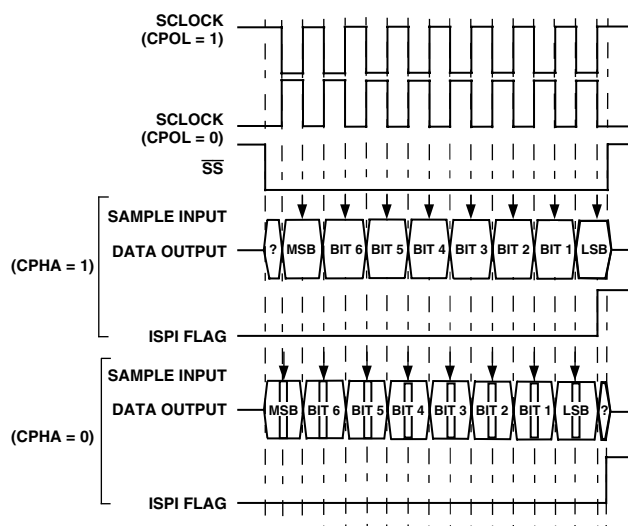 SCLOCK
(CPOL = 1)
SCLOCK
(CPOL = 0)
SS
(CPHA = 1)
SAMPLE INPUT
DATA OUTPUT
? MSB BIT 6 BIT 5 BIT 4 BIT 3 BIT 2 BIT 1 LSB
ISPI FLAG
(CPHA = 0)
SAMPLE INPUT
DATA OUTPUT
MSB BIT 6 BIT 5 BIT 4 BIT 3 BIT 2 BIT 1 LSB ?
ISPI FLAG